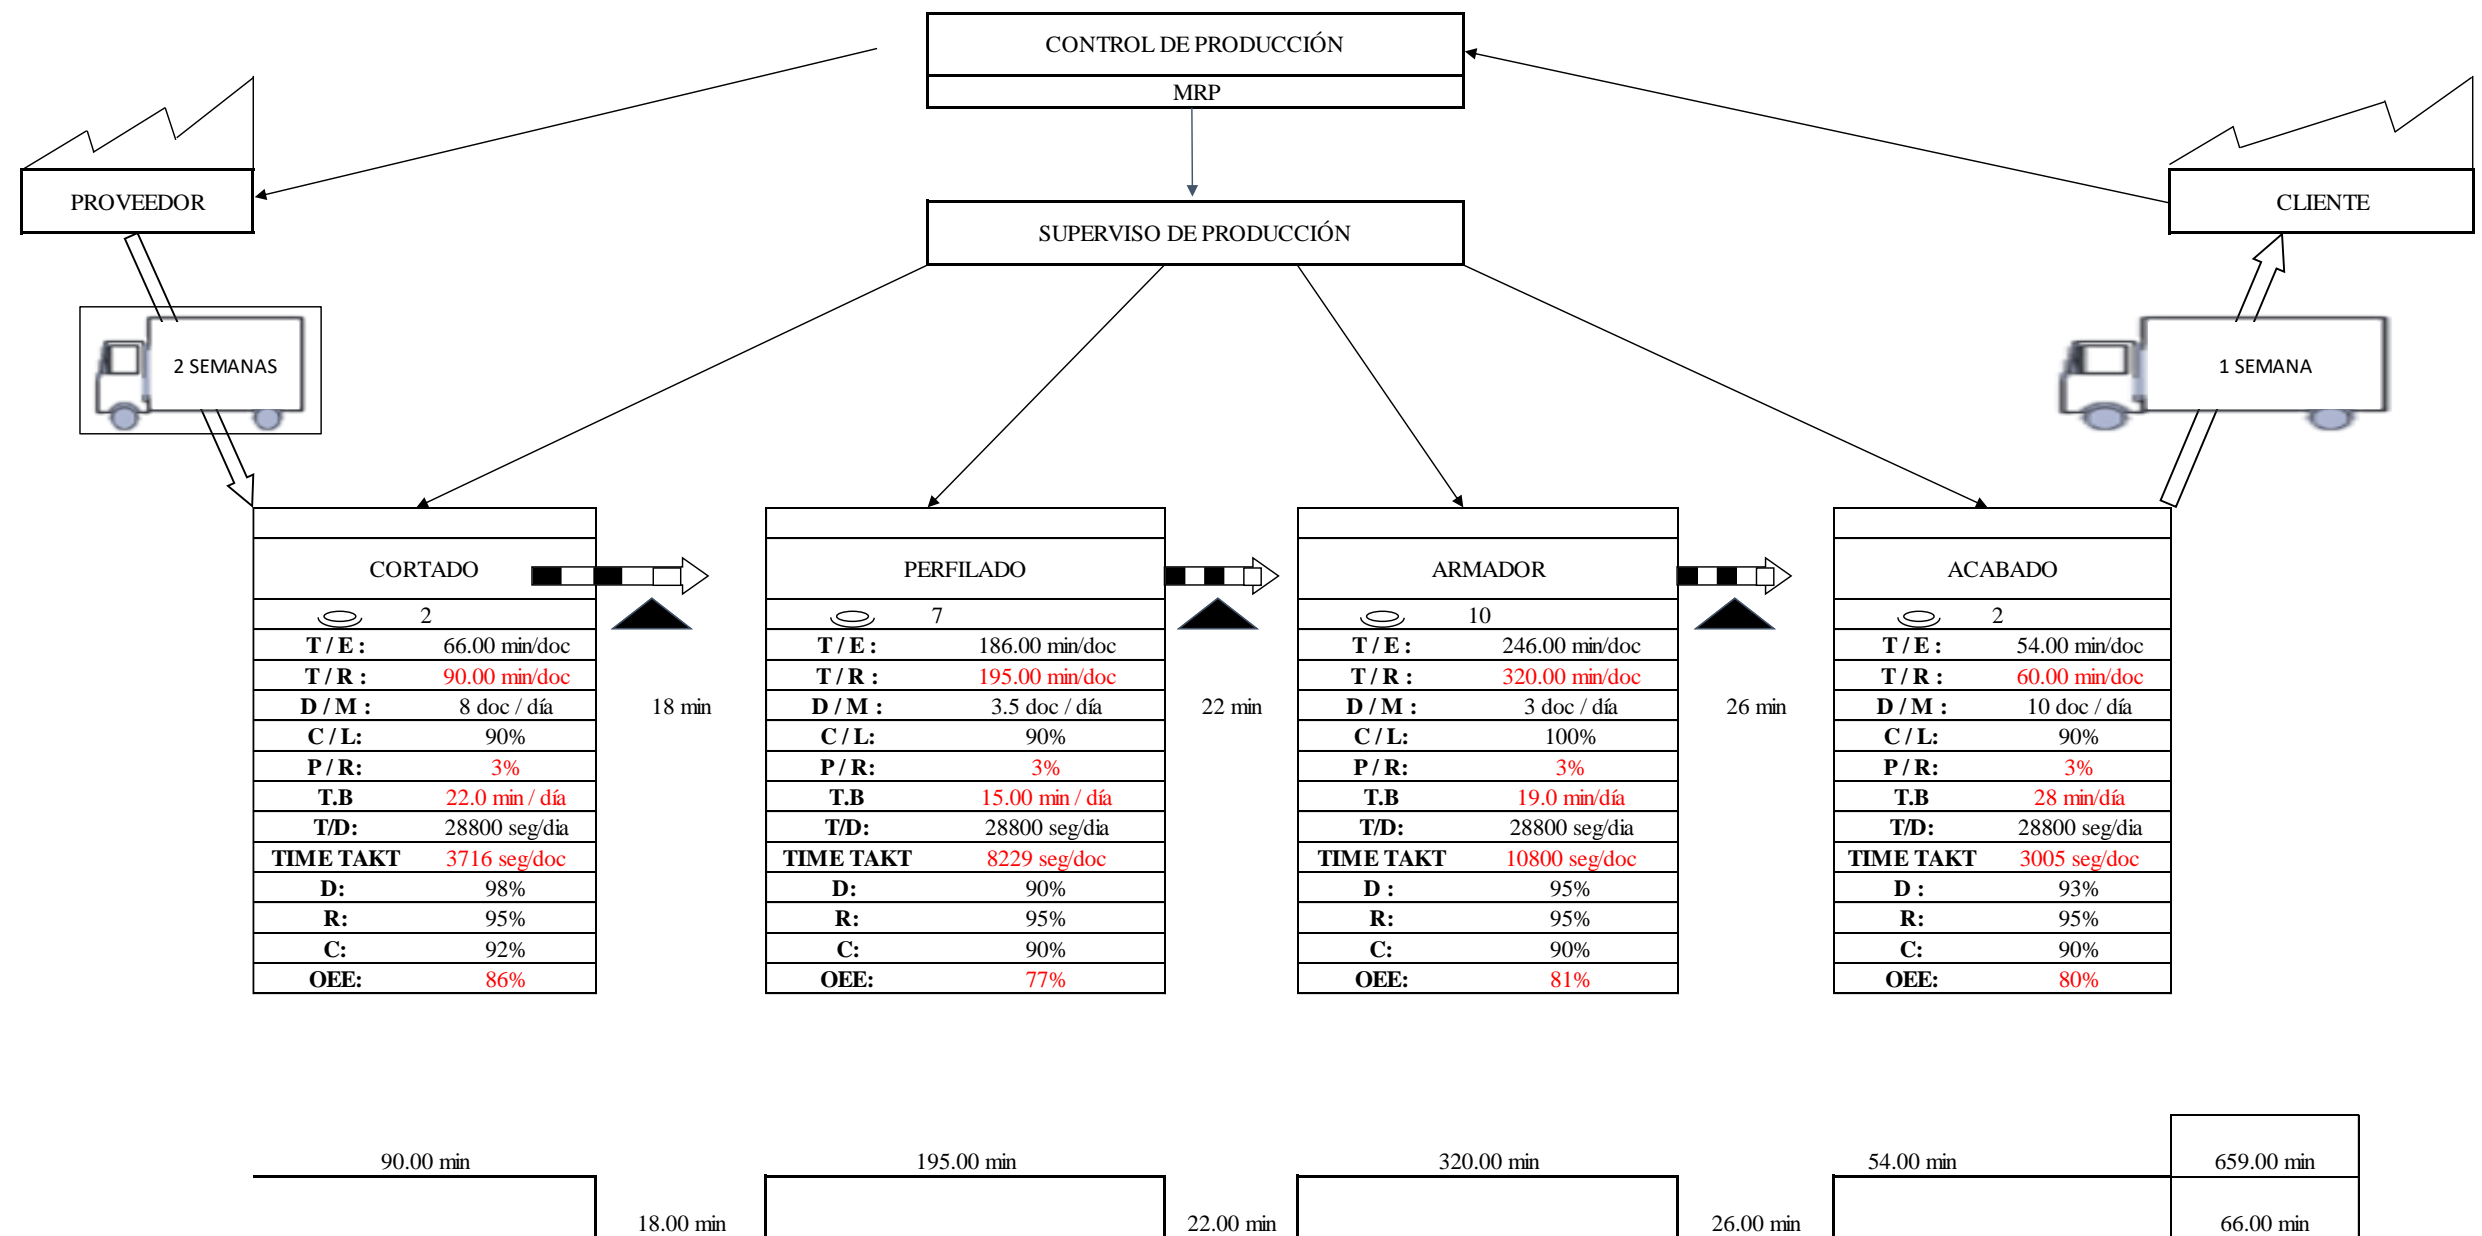 CONTROL DE PRODUCCIÓN
MRP
PROVEEDOR
CLIENTE
SUPERVISO DE PRODUCCIÓN
2 SEMANAS
1 SEMANA
CORTADO
2
T / E : 66.00 min/doc
T / R : 90.00 min/doc
D / M : 8 doc / día
C / L: 90%
P / R: 3%
T.B 22.0 min / día
T/D: 28800 seg/dia
TIME TAKT 3716 seg/doc
D: 98%
R: 95%
C: 92%
OEE: 86%
18 min
PERFILADO
7
T / E : 186.00 min/doc
T / R : 195.00 min/doc
D / M : 3.5 doc / día
C / L: 90%
P / R: 3%
T.B 15.00 min / día
T/D: 28800 seg/dia
TIME TAKT 8229 seg/doc
D: 90%
R: 95%
C: 90%
OEE: 77%
22 min
ARMADOR
10
T / E : 246.00 min/doc
T / R : 320.00 min/doc
D / M : 3 doc / día
C / L: 100%
P / R: 3%
T.B 19.0 min/día
T/D: 28800 seg/dia
TIME TAKT 10800 seg/doc
D : 95%
R: 95%
C: 90%
OEE: 81%
26 min
ACABADO
2
T / E : 54.00 min/doc
T / R : 60.00 min/doc
D / M : 10 doc / día
C / L: 90%
P / R: 3%
T.B 28 min/día
T/D: 28800 seg/dia
TIME TAKT 3005 seg/doc
D : 93%
R: 95%
C: 90%
OEE: 80%
90.00 min 195.00 min 320.00 min 54.00 min 659.00 min
18.00 min 22.00 min 26.00 min 66.00 min